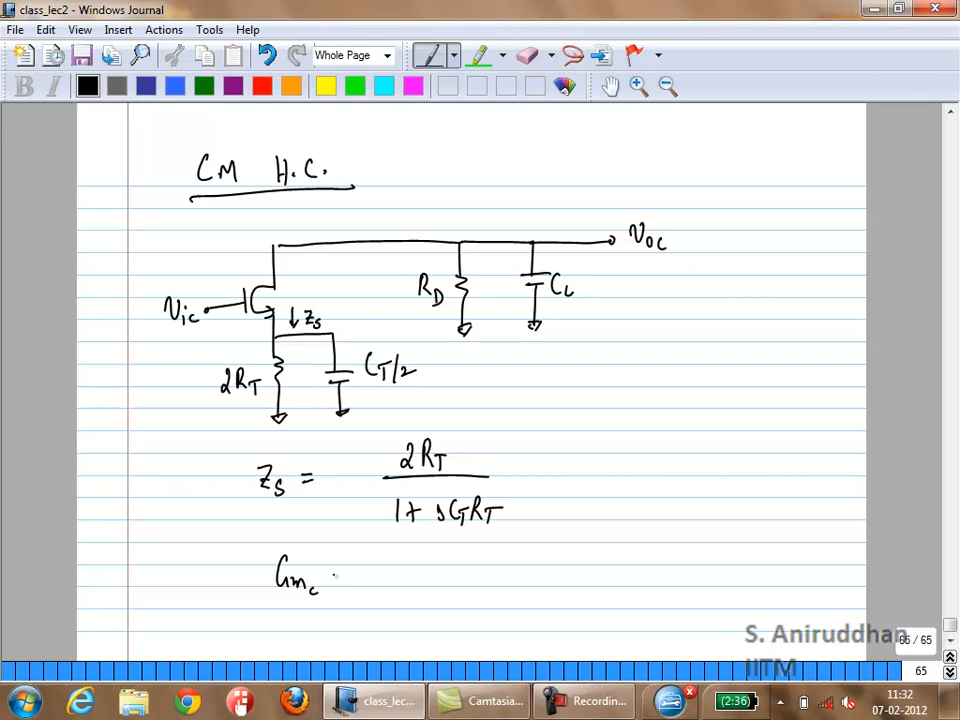 class_lec2 - Windows Journal
File Edit View Insert Actions Tools Help
Whole Page
B I
CM H.C.
Voc
RD CL
Vic
Zs
2RT CT/2
Zs = 2RT
1+ sCTRT
Gmc
S. Aniruddhan
IITM
65 / 65
65
class_lec...
Camtasia...
Recordin...
(2:36)
11:32
07-02-2012